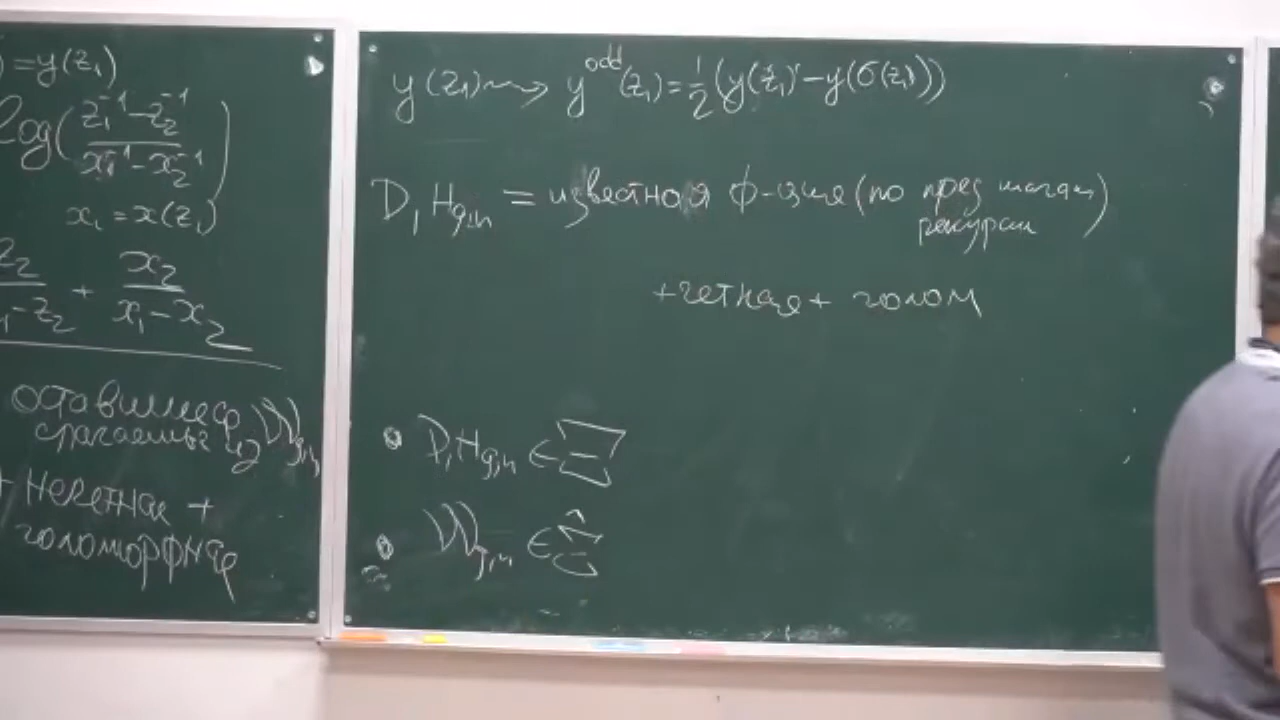 ) = y(z₁)
log( (z₁⁻¹ − z₂⁻¹) / (x₁⁻¹ − x₂⁻¹) )
x₁ = x(z₁)
z₂ / ₁−z₂ + x₂ / (x₁ − x₂)
оставшиеся
слагаемые из W_{g,n}
+ нечетная +
голоморфная
y(z₁) ⇝ y^{odd}(z₁) = 1/2 (y(z₁) − y(σ(z₁)))
D₁H_{g,n} = известная ф-ция (по пред шагам
рекурсии)
+ четная + голом
• D₁H_{g,n} ∈ Ξ
• W_{g,n} ∈ Ξ̂